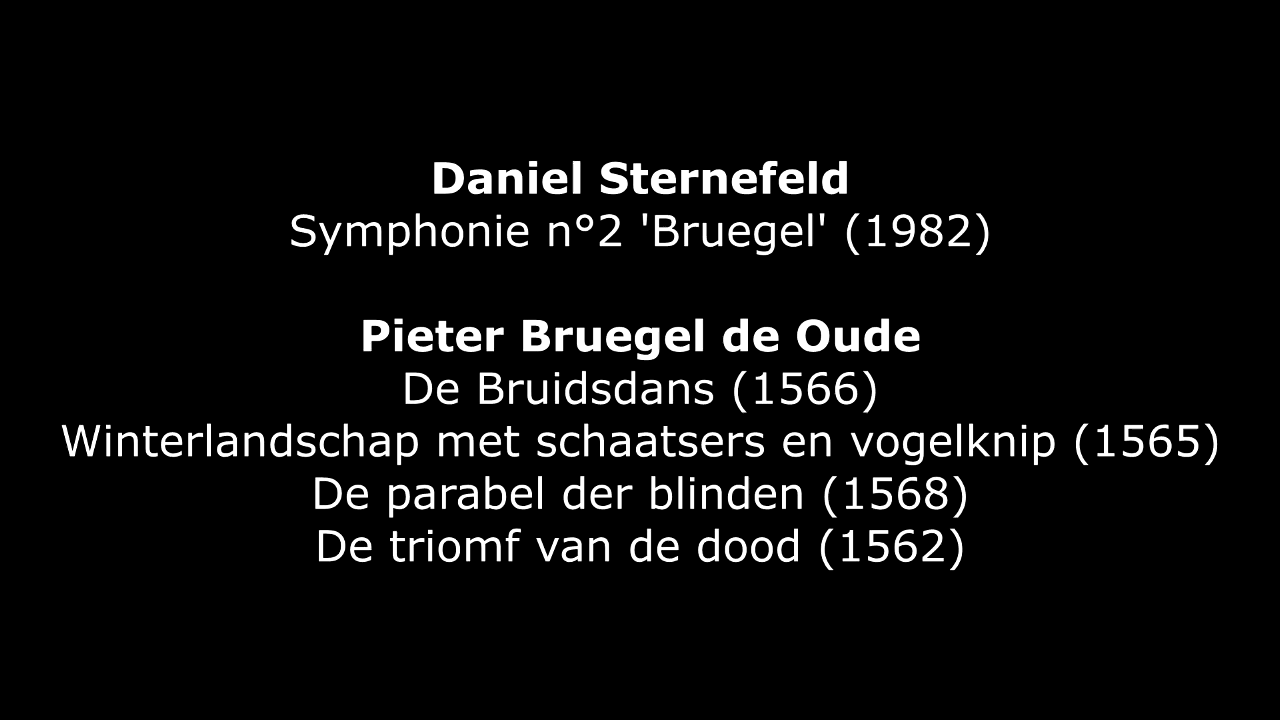 Daniel Sternefeld
Symphonie n°2 'Bruegel' (1982)
Pieter Bruegel de Oude
De Bruidsdans (1566)
Winterlandschap met schaatsers en vogelknip (1565)
De parabel der blinden (1568)
De triomf van de dood (1562)